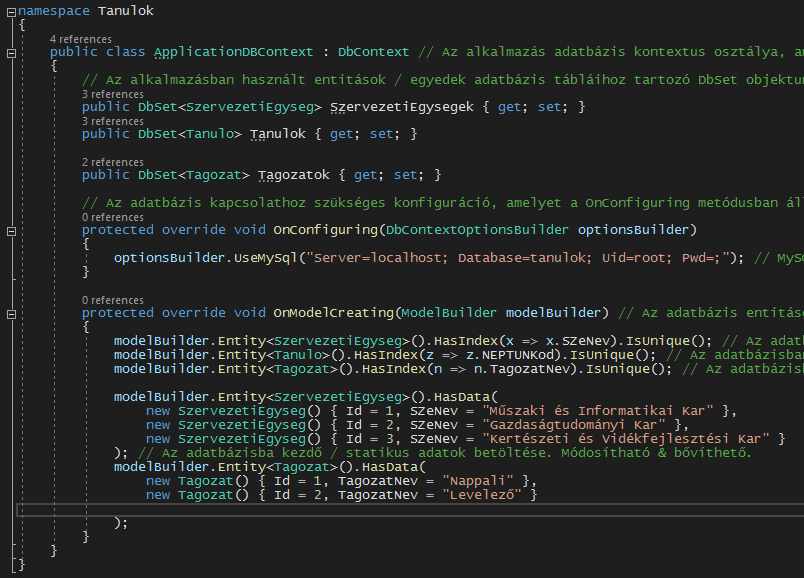 namespace Tanulok
{
4 references
public class ApplicationDBContext : DbContext // Az alkalmazás adatbázis kontextus osztálya,
{
// Az alkalmazásban használt entitások / egyedek adatbázis tábláihoz tartozó DbSet
3 references
public DbSet<SzervezetiEgyseg> SzervezetiEgysegek { get; set; }
3 references
public DbSet<Tanulo> Tanulok { get; set; }
2 references
public DbSet<Tagozat> Tagozatok { get; set; }
// Az adatbázis kapcsolathoz szükséges konfiguráció, amelyet a OnConfiguring metódusban
0 references
protected override void OnConfiguring(DbContextOptionsBuilder optionsBuilder)
{
optionsBuilder.UseMySql("Server=localhost; Database=tanulok; Uid=root; Pwd=;"); //
}
0 references
protected override void OnModelCreating(ModelBuilder modelBuilder) // Az adatbázis
{
modelBuilder.Entity<SzervezetiEgyseg>().HasIndex(x => x.SZeNev).IsUnique(); // Az
modelBuilder.Entity<Tanulo>().HasIndex(z => z.NEPTUNKod).IsUnique(); // Az adatbázisban
modelBuilder.Entity<Tagozat>().HasIndex(n => n.TagozatNev).IsUnique(); // Az
modelBuilder.Entity<SzervezetiEgyseg>().HasData(
new SzervezetiEgyseg() { Id = 1, SZeNev = "Műszaki és Informatikai Kar" },
new SzervezetiEgyseg() { Id = 2, SZeNev = "Gazdaságtudományi Kar" },
new SzervezetiEgyseg() { Id = 3, SZeNev = "Kertészeti és Vidékfejlesztési Kar" }
); // Az adatbázisba kezdő / statikus adatok betöltése. Módosítható & bővíthető.
modelBuilder.Entity<Tagozat>().HasData(
new Tagozat() { Id = 1, TagozatNev = "Nappali" },
new Tagozat() { Id = 2, TagozatNev = "Levelező" }
);
}
}
}